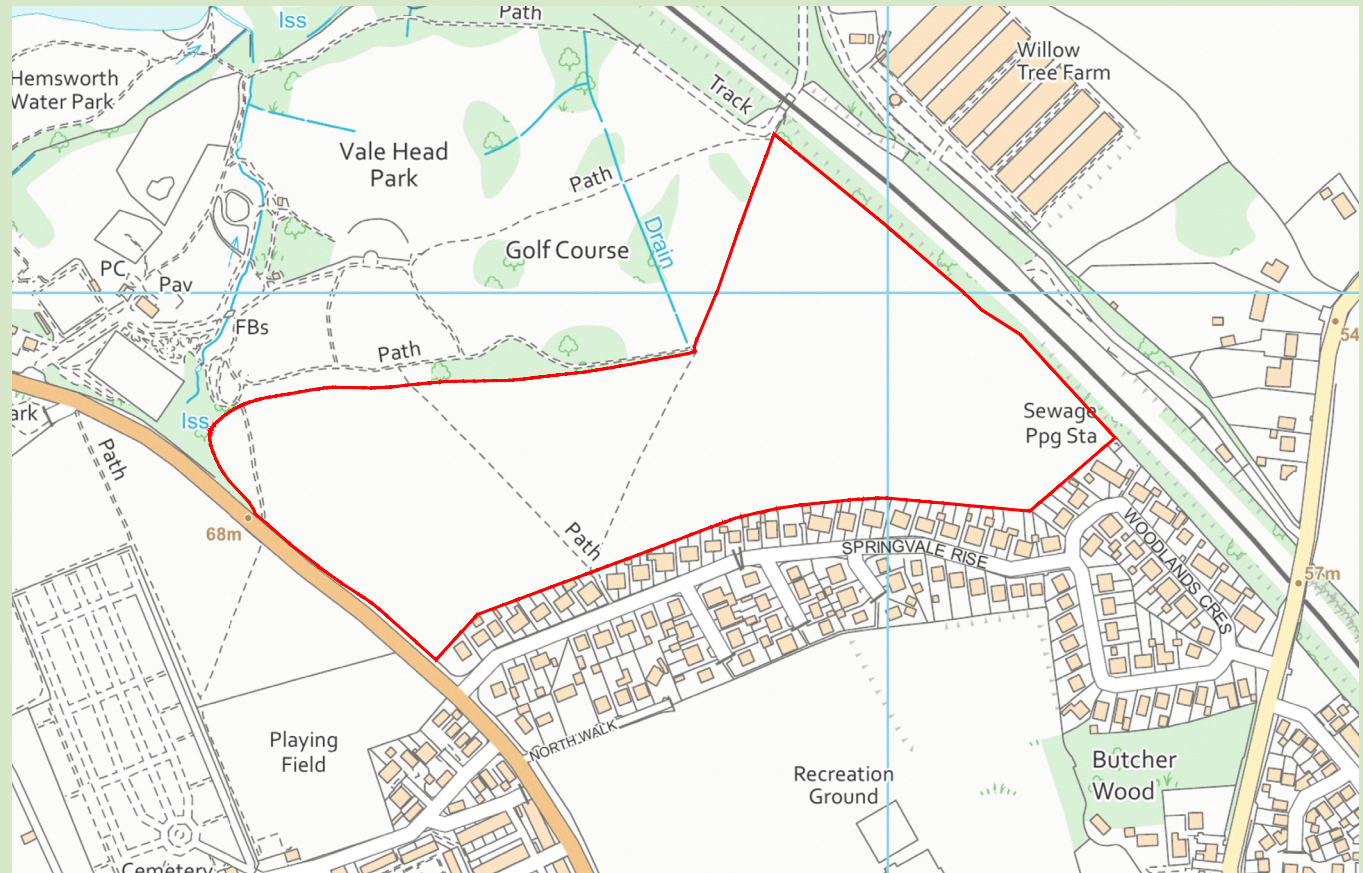 Iss
Path
Willow
Tree Farm
Hemsworth
Water Park
Track
Vale Head
Park
Path
Drain
Golf Course
PC
Pav
FBs
54
Path
ark
Iss
Path
Sewage
Ppg Sta
68m
Path
SPRINGVALE RISE
WOODLANDS CRES
57m
NORTH WALK
Playing
Field
Recreation
Ground
Butcher
Wood
Cemetery